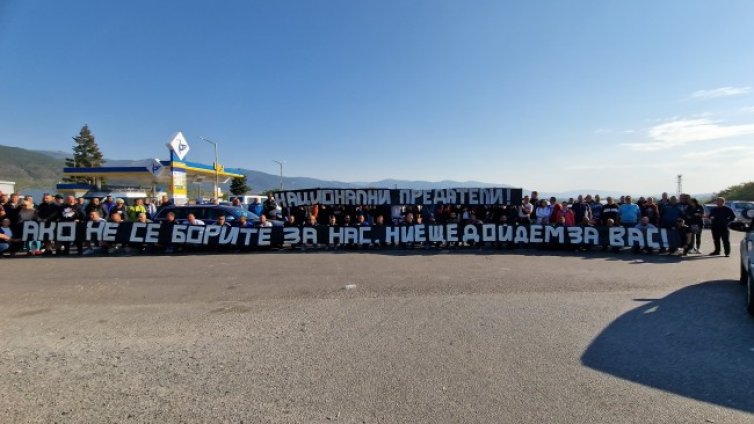 НАЦИОНАЛНИ ПРЕДАТЕЛИ!
АКО НЕ СЕ БОРИТЕ ЗА НАС, НИЕ ЩЕ ДОЙДЕМ ЗА ВАС!